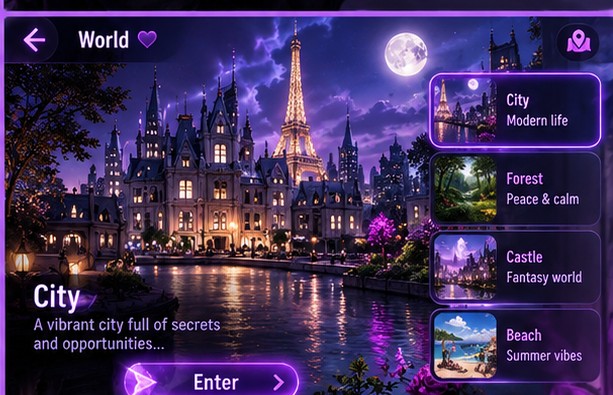 World
City
Modern life
Forest
Peace & calm
Castle
Fantasy world
Beach
Summer vibes
City
A vibrant city full of secrets
and opportunities...
Enter